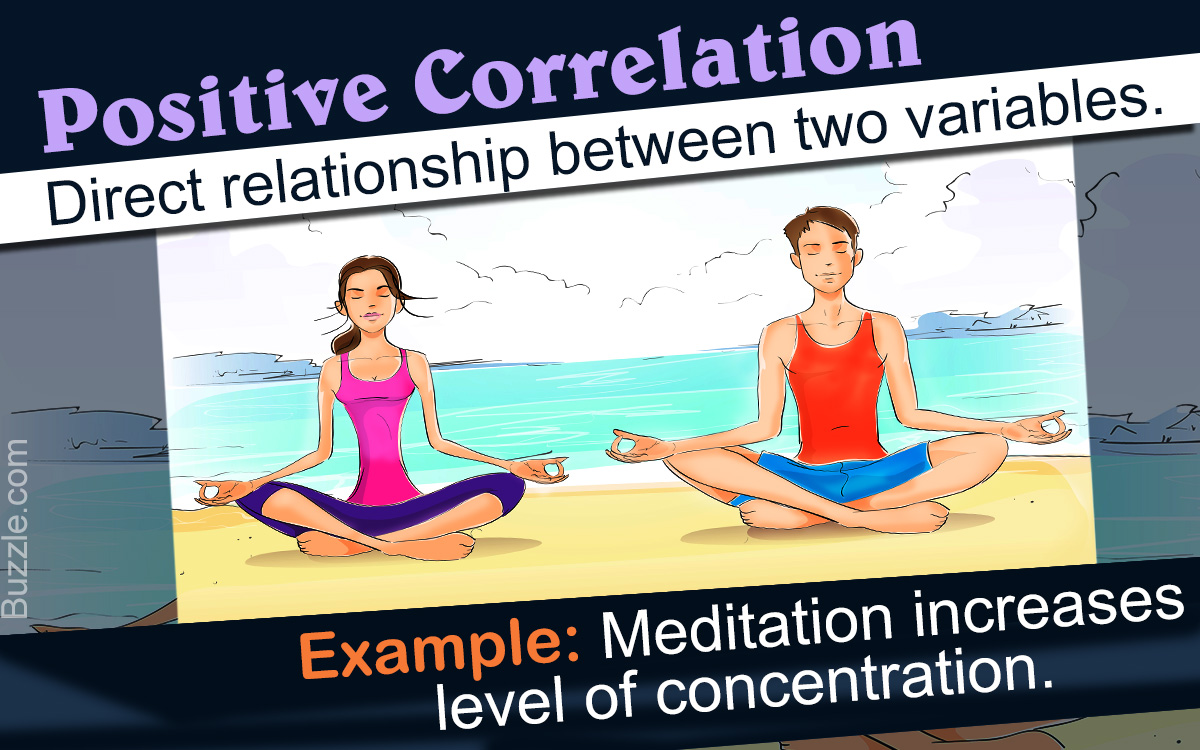 Positive Correlation
Direct relationship between two variables.
Buzzle.com
Example: Meditation increases
level of concentration.